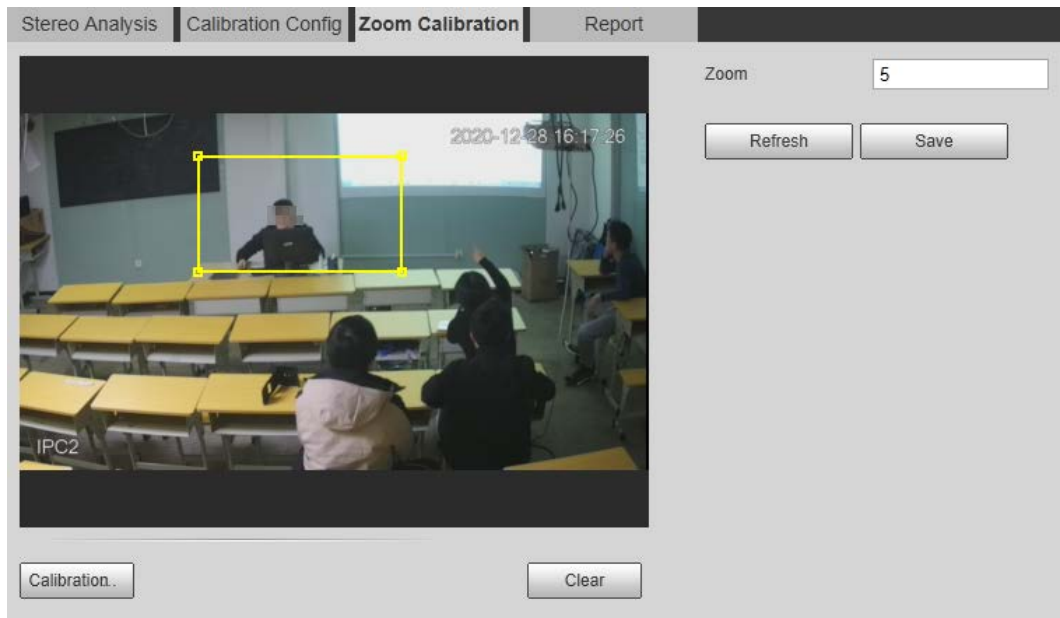 Stereo Analysis Calibration Config Zoom Calibration Report
Zoom 5
2020-12-28 16:17:26
Refresh Save
IPC2
Calibration..
Clear